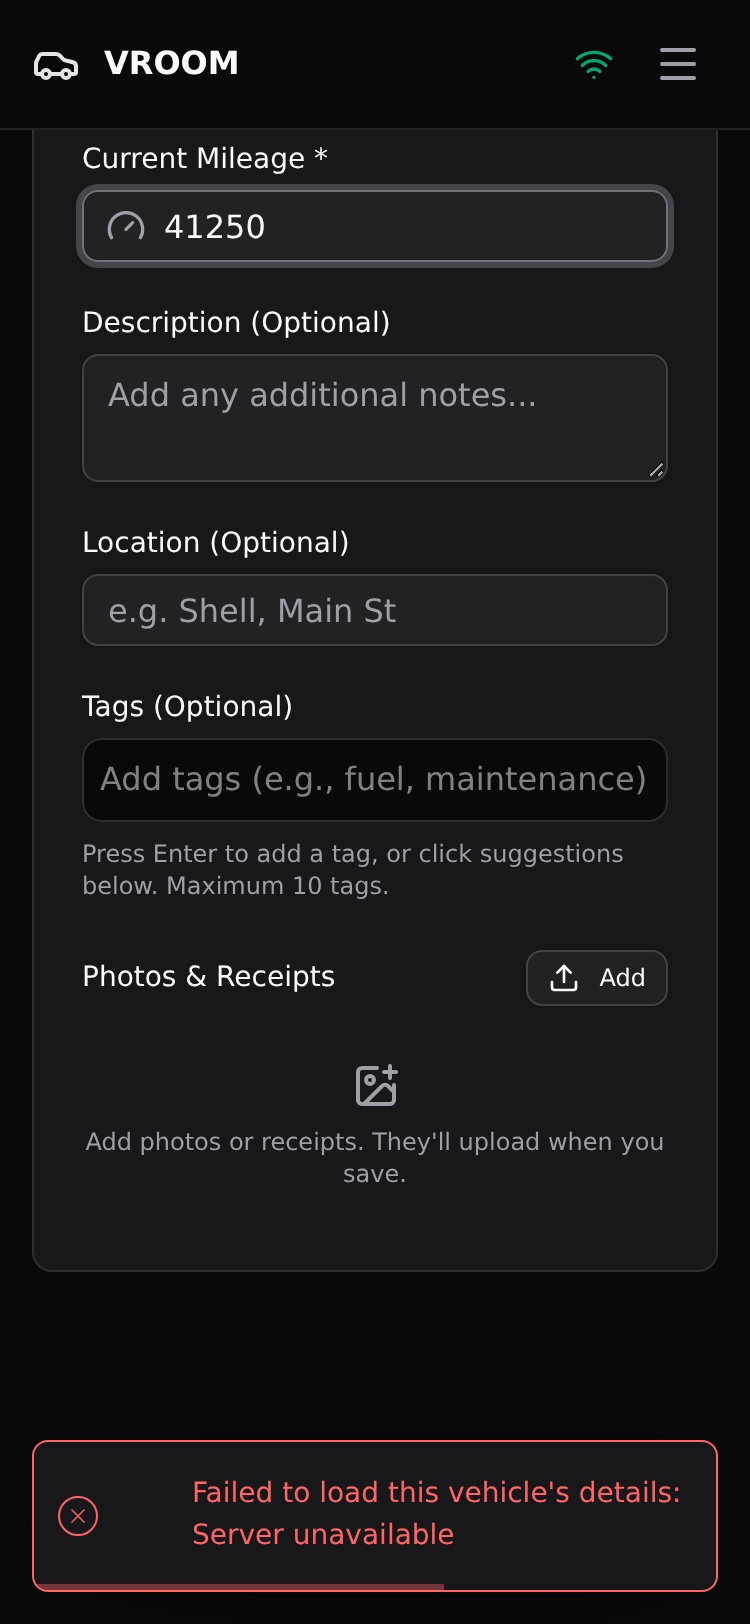 VROOM
Current Mileage *
41250
Description (Optional)
Add any additional notes...
Location (Optional)
e.g. Shell, Main St
Tags (Optional)
Add tags (e.g., fuel, maintenance)
Press Enter to add a tag, or click suggestions
below. Maximum 10 tags.
Photos & Receipts
Add
Add photos or receipts. They'll upload when you
save.
Failed to load this vehicle's details:
Server unavailable